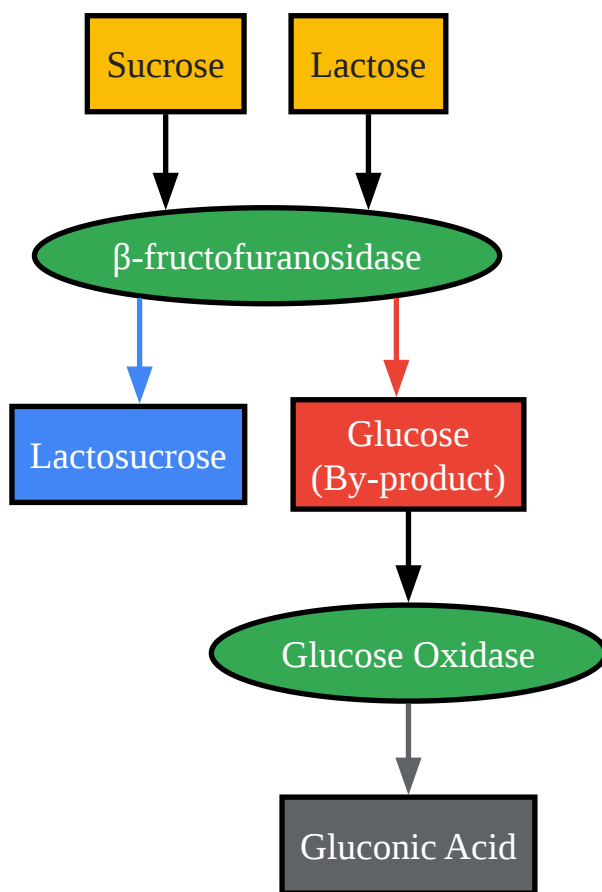 Sucrose
Lactose
β-fructofuranosidase
Lactosucrose
Glucose
(By-product)
Glucose Oxidase
Gluconic Acid